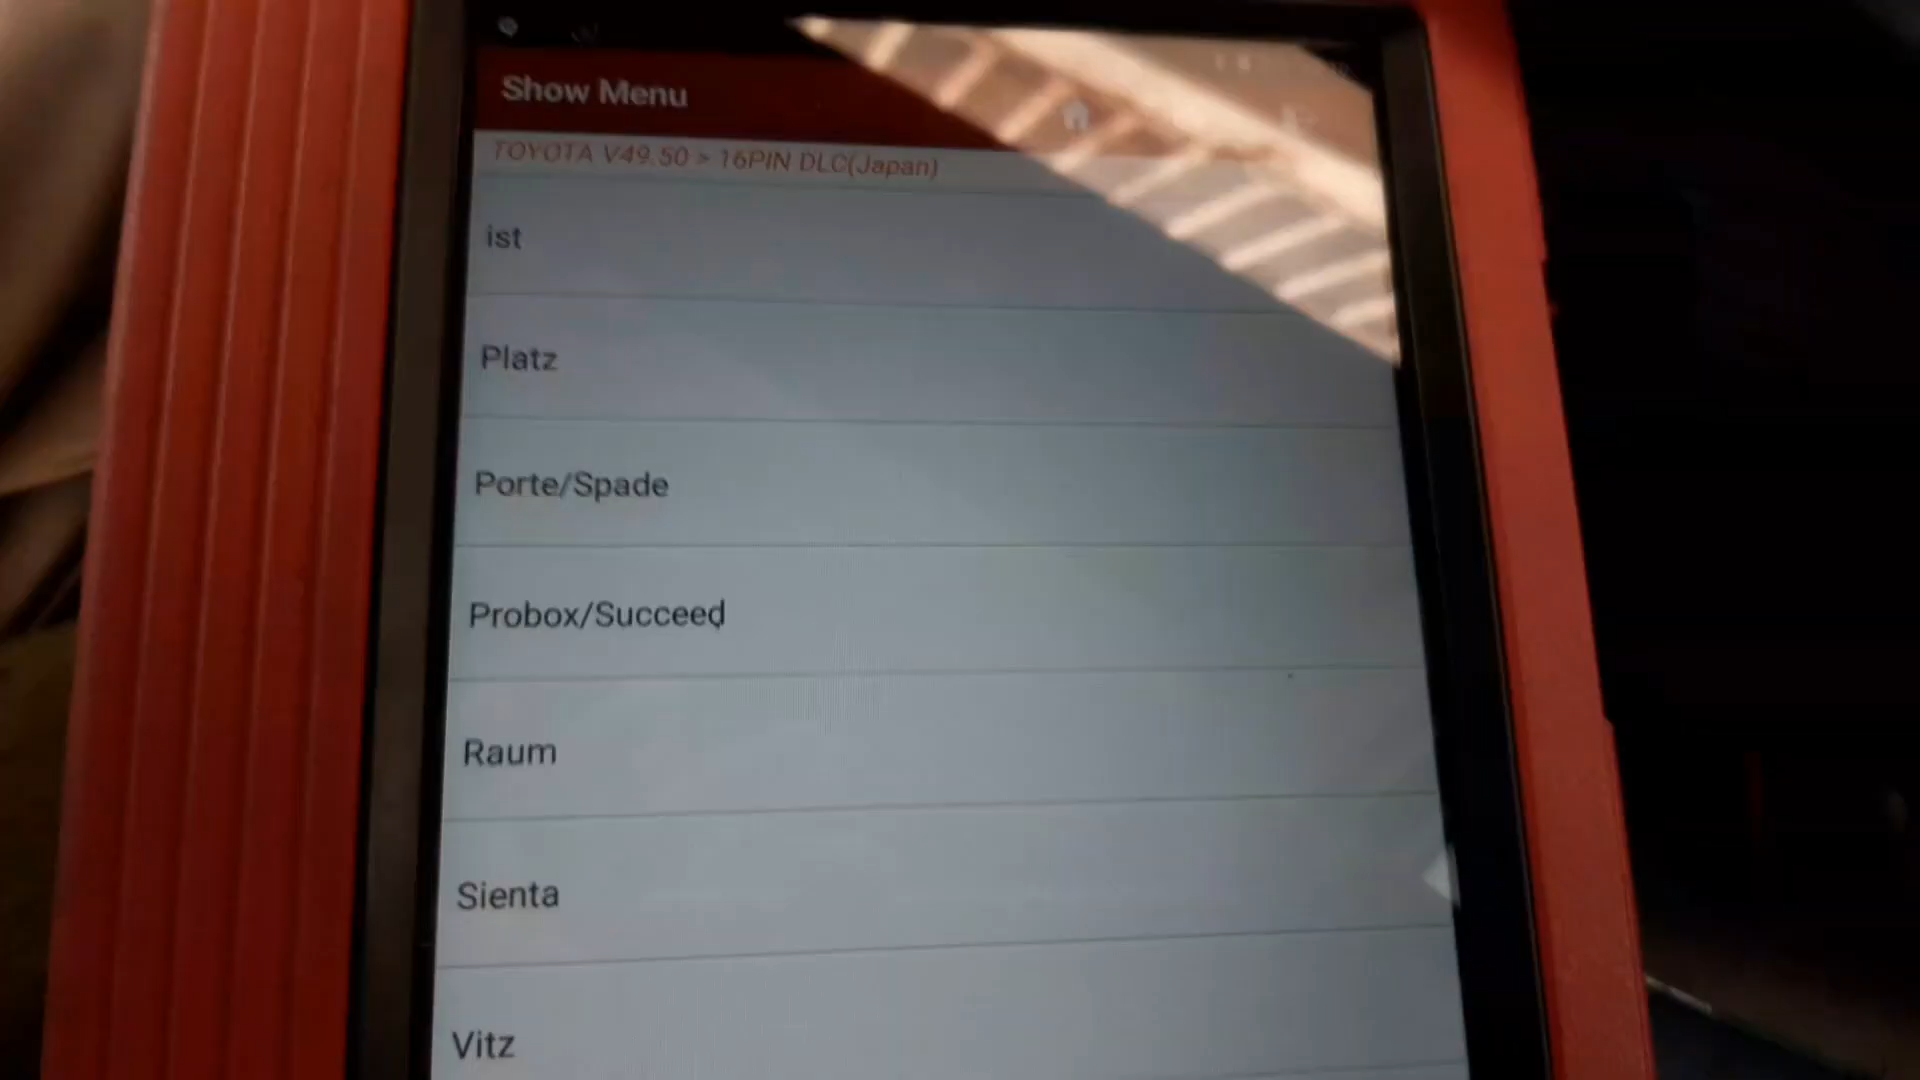 Show Menu
TOYOTA V49.50 > 16PIN DLC(Japan)
ist
Platz
Porte/Spade
Probox/Succeed
Raum
Sienta
Vitz